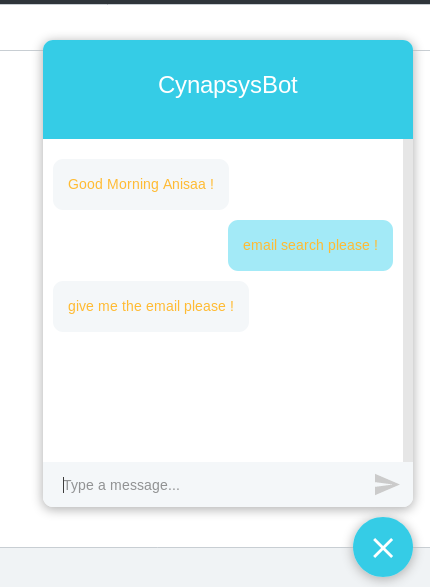 CynapsysBot
Good Morning Anisaa !
email search please !
give me the email please !
Type a message...